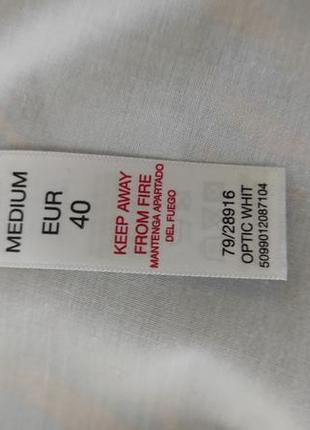 MEDIUM
EUR
40
KEEP AWAY
FROM FIRE
MANTENGA APARTADO
DEL FUEGO
79/28916
OPTIC WHIT
5099012087104